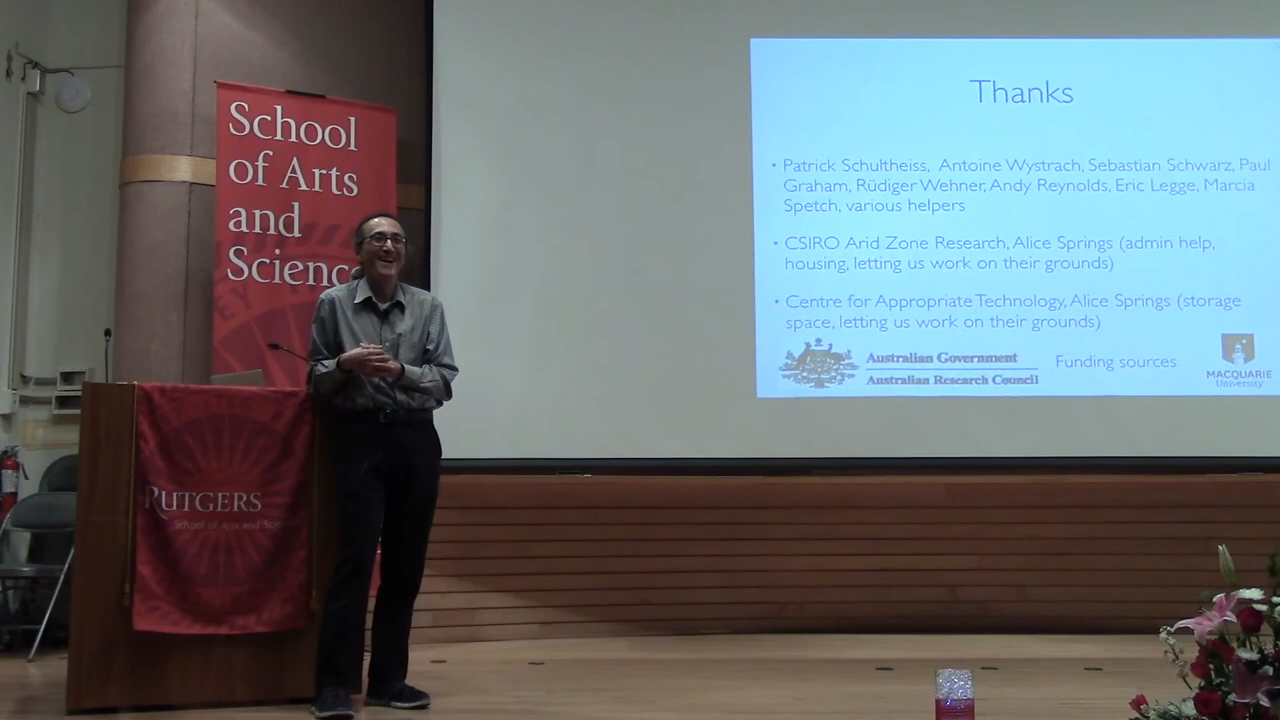 School
of Arts
and
Scienc
RUTGERS
School of Arts and Scien
Thanks
• Patrick Schultheiss, Antoine Wystrach, Sebastian Schwarz, Paul
Graham, Rüdiger Wehner, Andy Reynolds, Eric Legge, Marcia
Spetch, various helpers
• CSIRO Arid Zone Research, Alice Springs (admin help,
housing, letting us work on their grounds)
• Centre for Appropriate Technology, Alice Springs (storage
space, letting us work on their grounds)
Australian Government
Australian Research Council
Funding sources
MACQUARIE
University